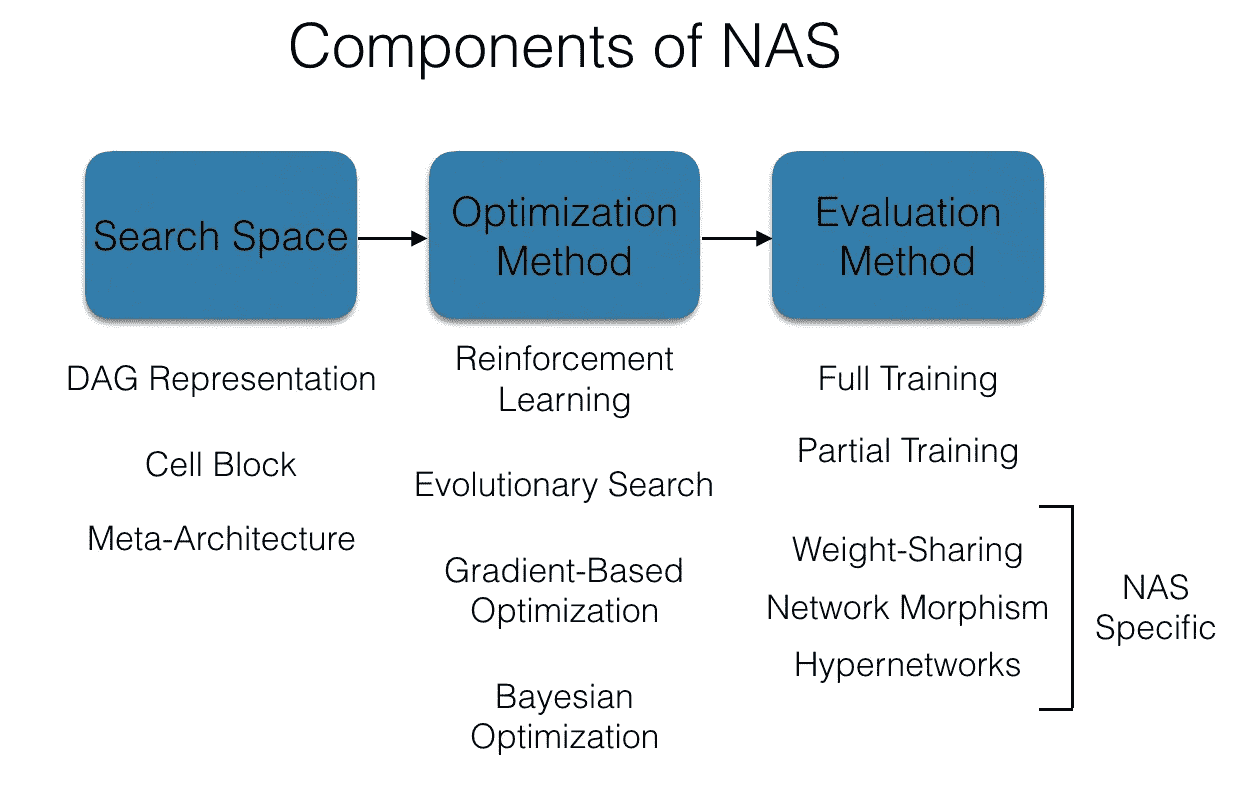 Components of NAS
Search Space
Optimization
Method
Evaluation
Method
DAG Representation
Cell Block
Meta-Architecture
Reinforcement
Learning
Evolutionary Search
Gradient-Based
Optimization
Bayesian
Optimization
Full Training
Partial Training
Weight-Sharing
Network Morphism
Hypernetworks
NAS
Specific